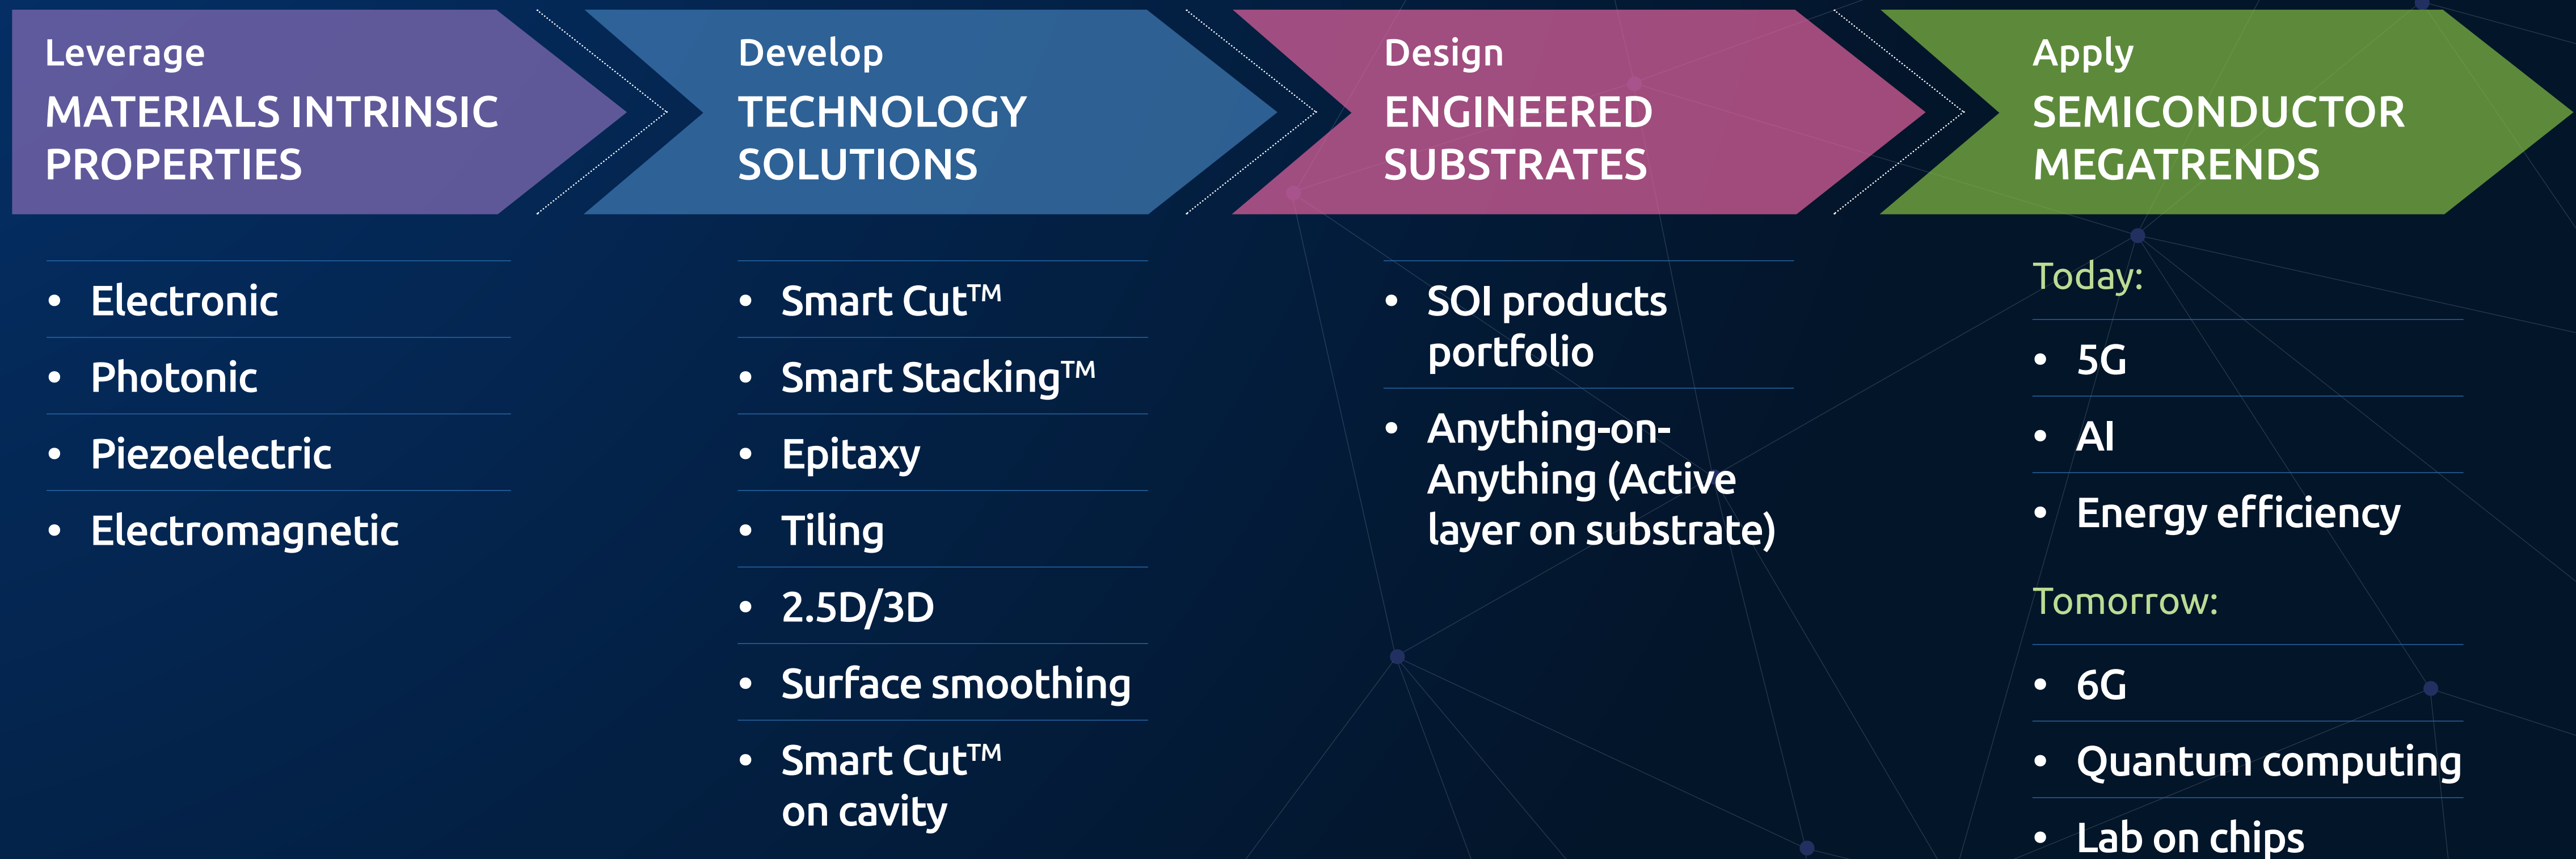 Leverage
MATERIALS INTRINSIC
PROPERTIES
• Electronic
• Photonic
• Piezoelectric
• Electromagnetic
Develop
TECHNOLOGY
SOLUTIONS
• Smart Cut™
• Smart Stacking™
• Epitaxy
• Tiling
• 2.5D/3D
• Surface smoothing
• Smart Cut™
on cavity
Design
ENGINEERED
SUBSTRATES
• SOI products
portfolio
• Anything-on-
Anything (Active
layer on substrate)
Apply
SEMICONDUCTOR
MEGATRENDS
Today:
• 5G
• AI
• Energy efficiency
Tomorrow:
• 6G
• Quantum computing
• Lab on chips